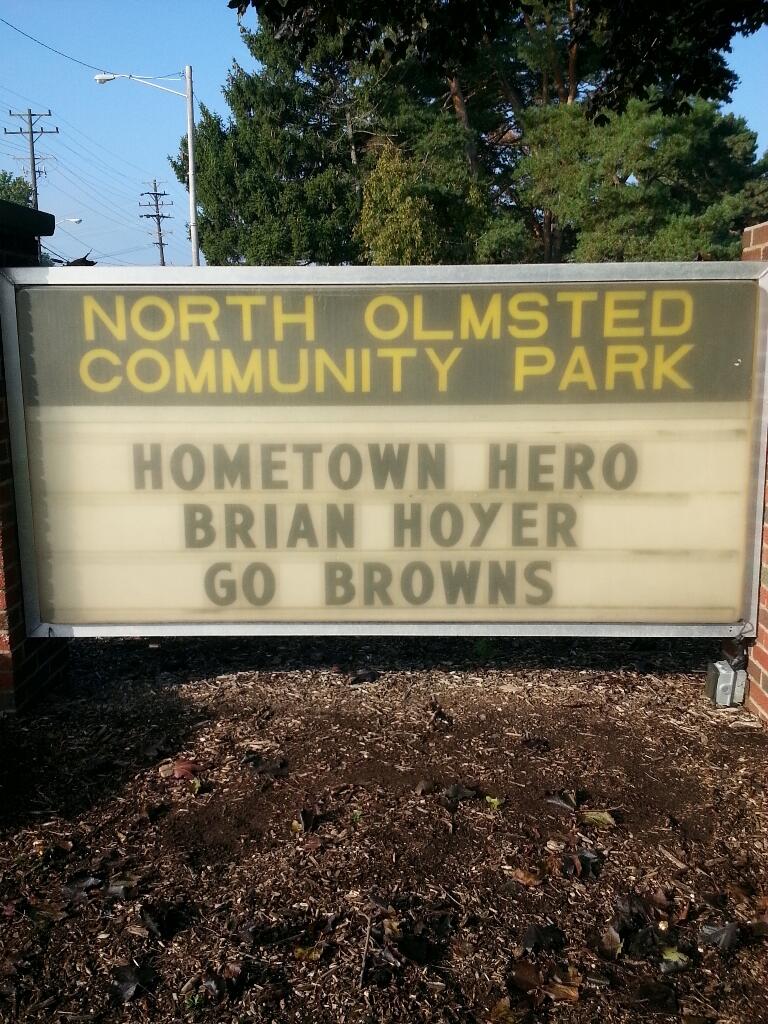 NORTH OLMSTED
COMMUNITY PARK
HOMETOWN HERO
BRIAN HOYER
GO BROWNS